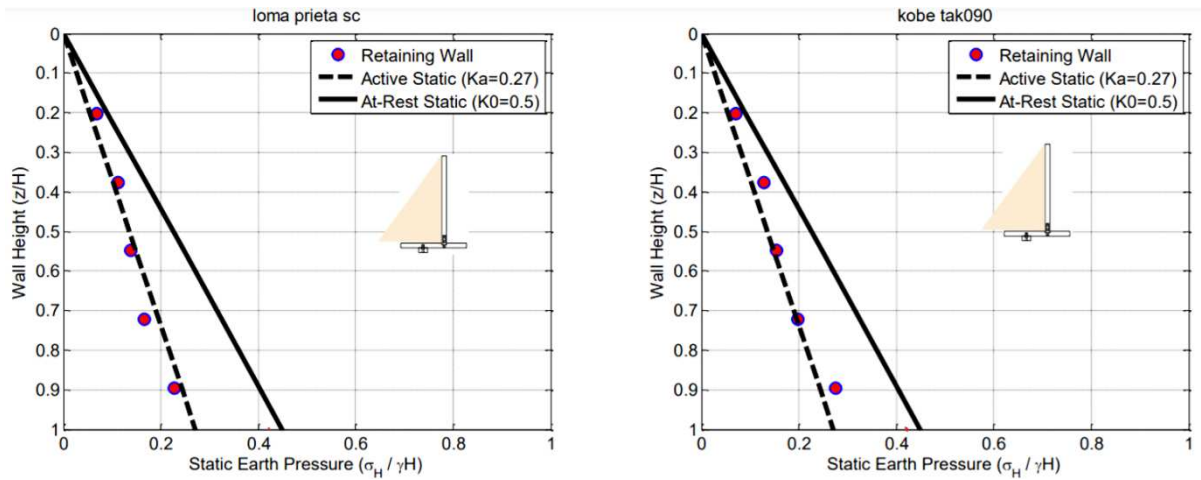 loma prieta sc
0
0.1
0.2
0.3
0.4
0.5
0.6
0.7
0.8
0.9
1
Wall Height (z/H)
Retaining Wall
Active Static (Ka=0.27)
At-Rest Static (K0=0.5)
0 0.2 0.4 0.6 0.8 1
Static Earth Pressure (σH / γH)
kobe tak090
0
0.1
0.2
0.3
0.4
0.5
0.6
0.7
0.8
0.9
1
Wall Height (z/H)
Retaining Wall
Active Static (Ka=0.27)
At-Rest Static (K0=0.5)
0 0.2 0.4 0.6 0.8 1
Static Earth Pressure (σH / γH)